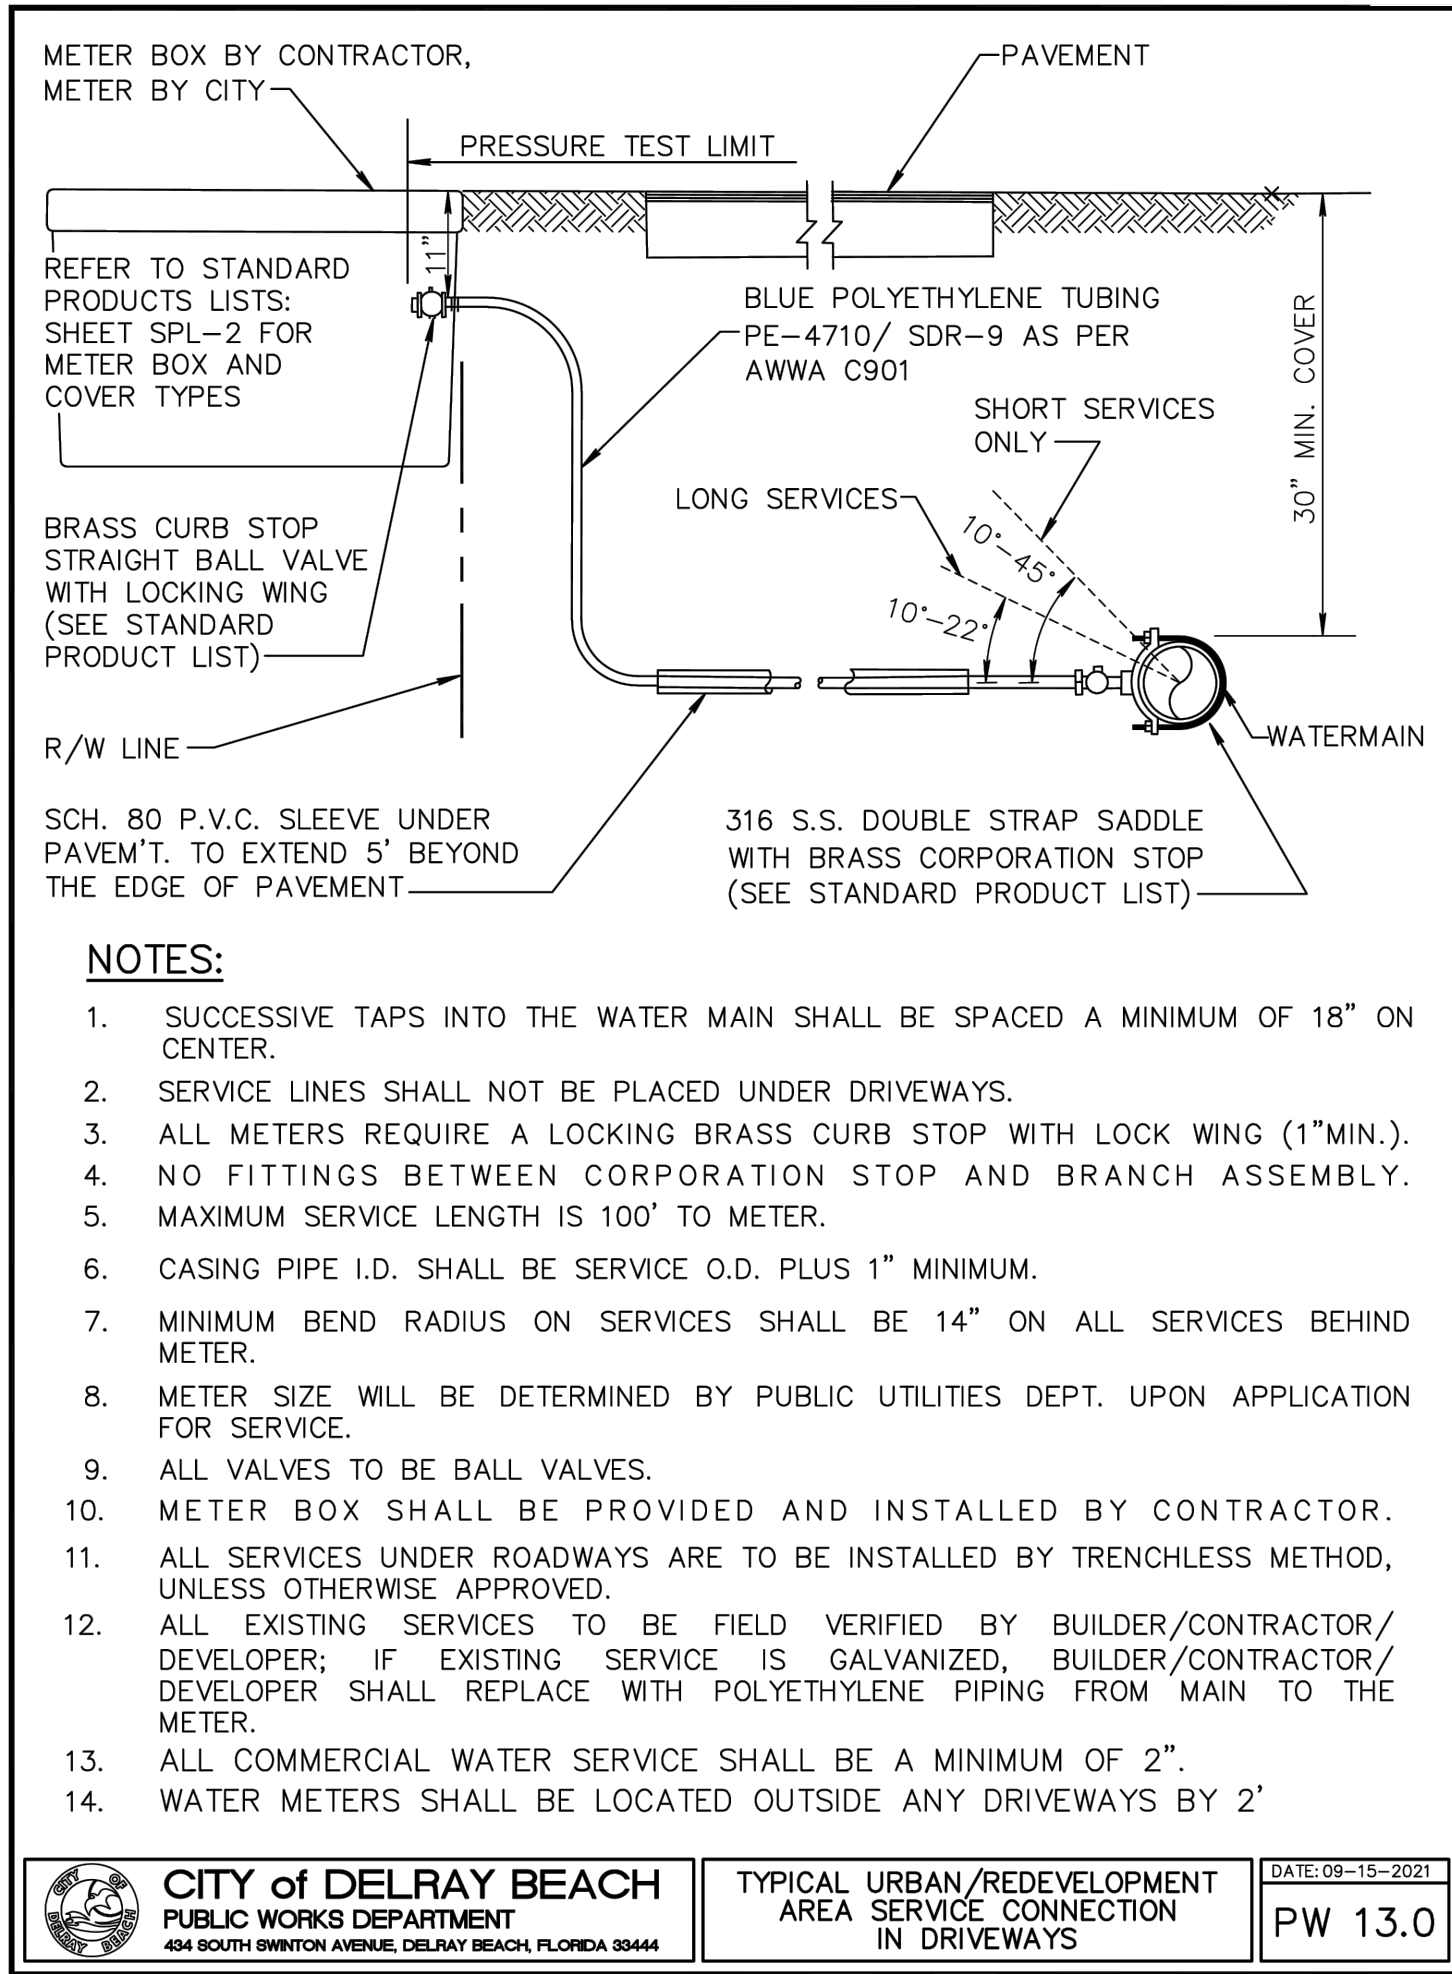 METER BOX BY CONTRACTOR,
METER BY CITY
PAVEMENT
PRESSURE TEST LIMIT
11"
REFER TO STANDARD
PRODUCTS LISTS:
SHEET SPL-2 FOR
METER BOX AND
COVER TYPES
BLUE POLYETHYLENE TUBING
PE-4710/ SDR-9 AS PER
AWWA C901
30" MIN. COVER
SHORT SERVICES
ONLY
LONG SERVICES
10°-45°
10°-22°
BRASS CURB STOP
STRAIGHT BALL VALVE
WITH LOCKING WING
(SEE STANDARD
PRODUCT LIST)
R/W LINE
WATERMAIN
SCH. 80 P.V.C. SLEEVE UNDER
PAVEM'T. TO EXTEND 5' BEYOND
THE EDGE OF PAVEMENT
316 S.S. DOUBLE STRAP SADDLE
WITH BRASS CORPORATION STOP
(SEE STANDARD PRODUCT LIST)
NOTES:
1. SUCCESSIVE TAPS INTO THE WATER MAIN SHALL BE SPACED A MINIMUM OF 18" ON
CENTER.
2. SERVICE LINES SHALL NOT BE PLACED UNDER DRIVEWAYS.
3. ALL METERS REQUIRE A LOCKING BRASS CURB STOP WITH LOCK WING (1"MIN.).
4. NO FITTINGS BETWEEN CORPORATION STOP AND BRANCH ASSEMBLY.
5. MAXIMUM SERVICE LENGTH IS 100' TO METER.
6. CASING PIPE I.D. SHALL BE SERVICE O.D. PLUS 1" MINIMUM.
7. MINIMUM BEND RADIUS ON SERVICES SHALL BE 14" ON ALL SERVICES BEHIND
METER.
8. METER SIZE WILL BE DETERMINED BY PUBLIC UTILITIES DEPT. UPON APPLICATION
FOR SERVICE.
9. ALL VALVES TO BE BALL VALVES.
10. METER BOX SHALL BE PROVIDED AND INSTALLED BY CONTRACTOR.
11. ALL SERVICES UNDER ROADWAYS ARE TO BE INSTALLED BY TRENCHLESS METHOD,
UNLESS OTHERWISE APPROVED.
12. ALL EXISTING SERVICES TO BE FIELD VERIFIED BY BUILDER/CONTRACTOR/
DEVELOPER; IF EXISTING SERVICE IS GALVANIZED, BUILDER/CONTRACTOR/
DEVELOPER SHALL REPLACE WITH POLYETHYLENE PIPING FROM MAIN TO THE
METER.
13. ALL COMMERCIAL WATER SERVICE SHALL BE A MINIMUM OF 2".
14. WATER METERS SHALL BE LOCATED OUTSIDE ANY DRIVEWAYS BY 2'
CITY OF
DELRAY BEACH
CITY of DELRAY BEACH
PUBLIC WORKS DEPARTMENT
434 SOUTH SWINTON AVENUE, DELRAY BEACH, FLORIDA 33444
TYPICAL URBAN/REDEVELOPMENT
AREA SERVICE CONNECTION
IN DRIVEWAYS
DATE: 09-15-2021
PW 13.0